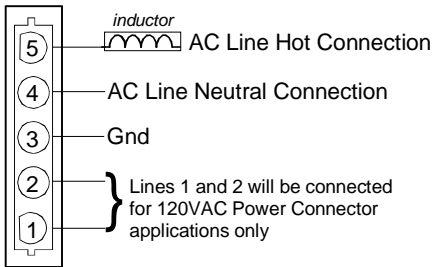 inductor
5 AC Line Hot Connection
4 AC Line Neutral Connection
3 Gnd
2 Lines 1 and 2 will be connected
for 120VAC Power Connector
1 applications only